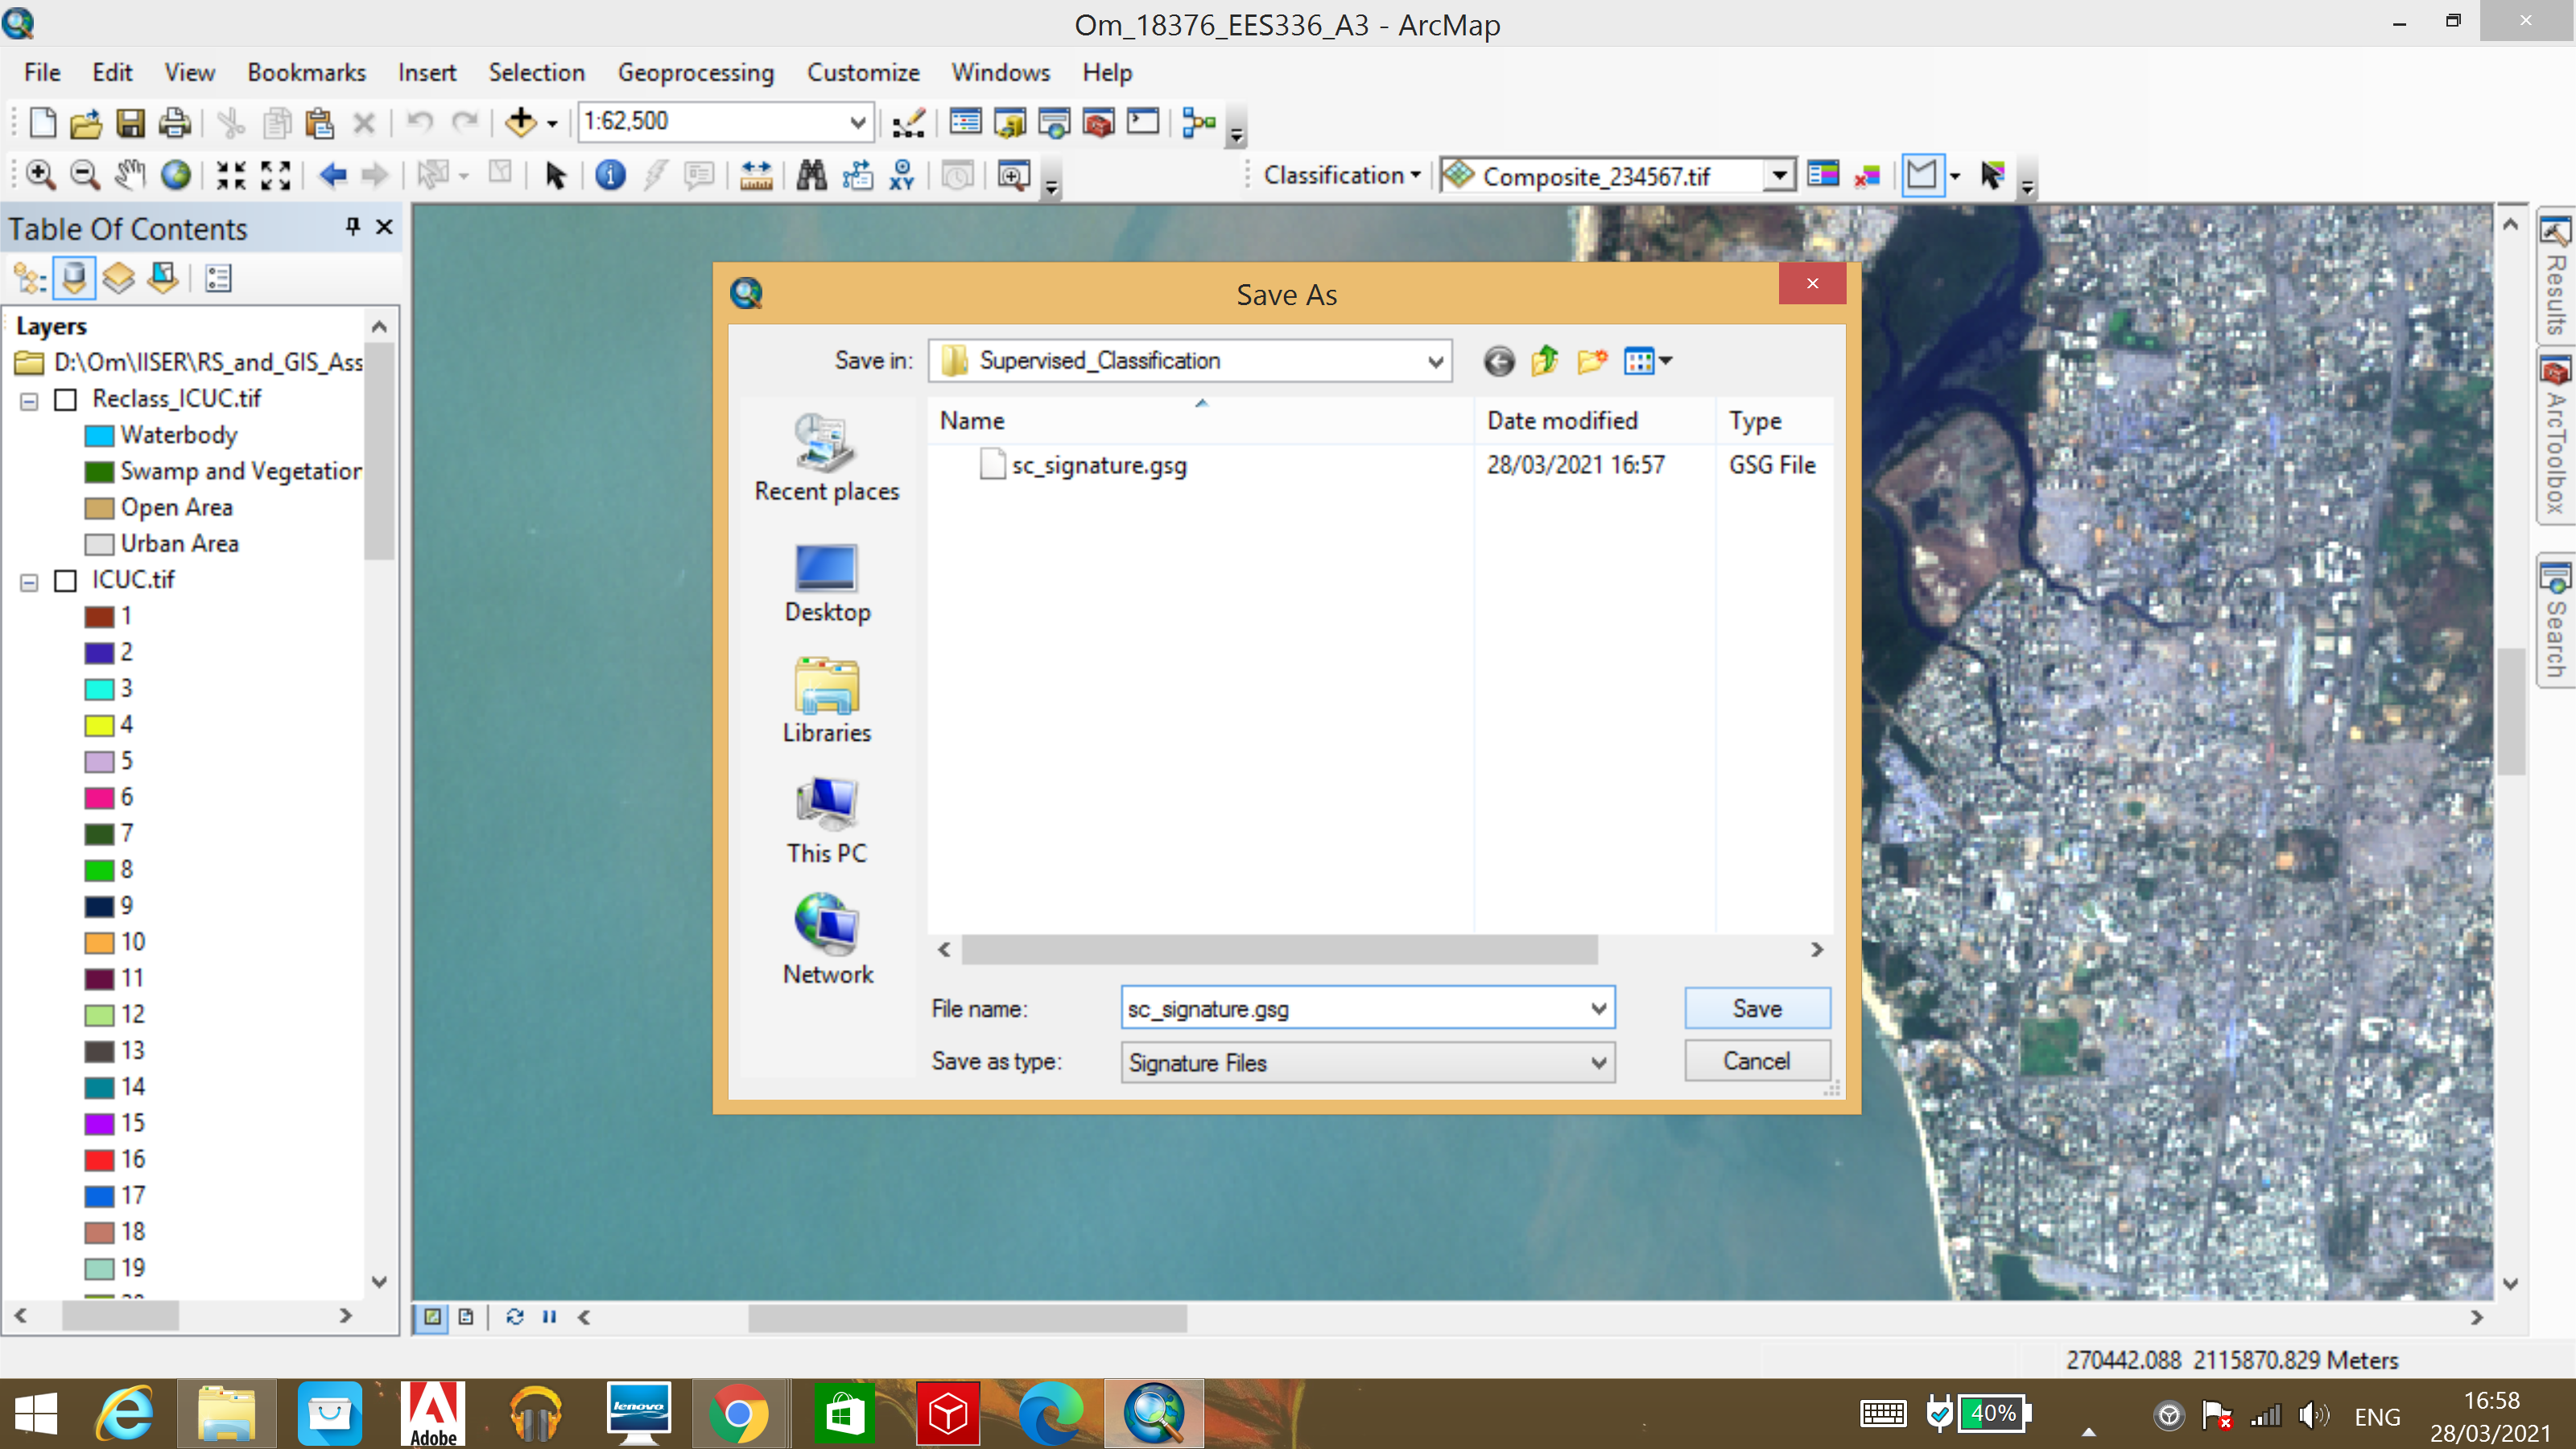 Om_18376_EES336_A3 - ArcMap
File Edit View Bookmarks Insert Selection Geoprocessing Customize Windows Help
1:62,500
XY
Classification Composite_234567.tif
Table Of Contents
Layers
D:\Om\IISER\RS_and_GIS_Ass
Reclass_ICUC.tif
Waterbody
Swamp and Vegetation
Open Area
Urban Area
ICUC.tif
1
2
3
4
5
6
7
8
9
10
11
12
13
14
15
16
17
18
19
Save As
Save in: Supervised_Classification
Recent places
Desktop
Libraries
This PC
Network
Name Date modified Type
sc_signature.gsg 28/03/2021 16:57 GSG File
File name: sc_signature.gsg Save
Save as type: Signature Files Cancel
Results
ArcToolbox
Search
270442.088 2115870.829 Meters
Adobe
lenovo
40%
ENG
16:58
28/03/2021